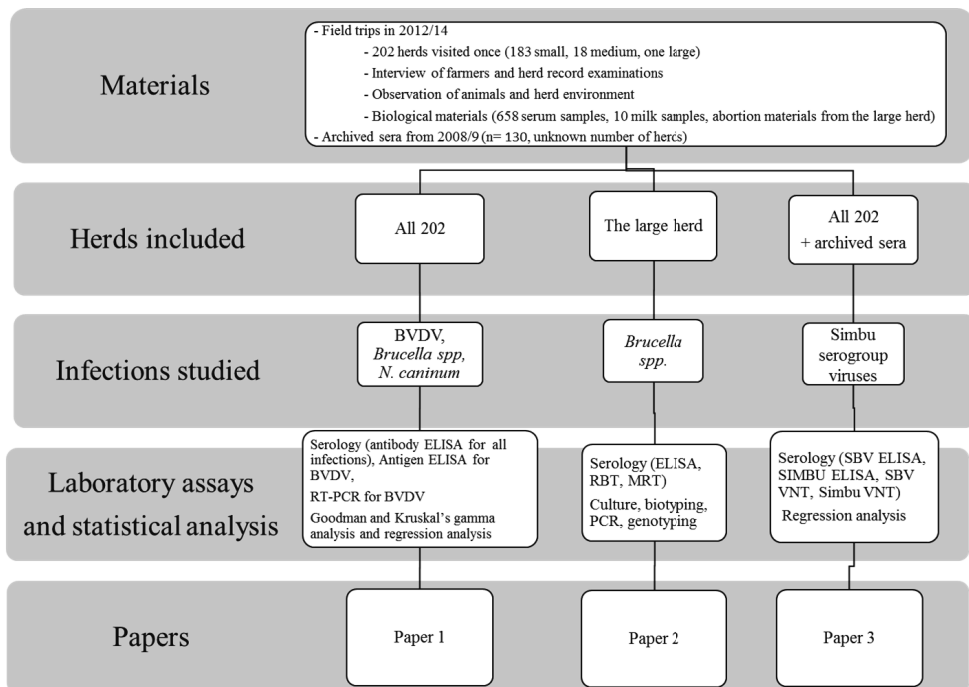 Materials
- Field trips in 2012/14
- 202 herds visited once (183 small, 18 medium, one large)
- Interview of farmers and herd record examinations
- Observation of animals and herd environment
- Biological materials (658 serum samples, 10 milk samples, abortion materials from the large herd)
- Archived sera from 2008/9 (n= 130, unknown number of herds)
Herds included
All 202
The large herd
All 202
+ archived sera
Infections studied
BVDV,
Brucella spp,
N. caninum
Brucella
spp.
Simbu
serogroup
viruses
Laboratory assays
and statistical analysis
Serology (antibody ELISA for all
infections), Antigen ELISA for
BVDV,
RT-PCR for BVDV
Goodman and Kruskal's gamma
analysis and regression analysis
Serology (ELISA,
RBT, MRT)
Culture, biotyping,
PCR, genotyping
Serology (SBV ELISA,
SIMBU ELISA, SBV
VNT, Simbu VNT)
Regression analysis
Papers
Paper 1
Paper 2
Paper 3